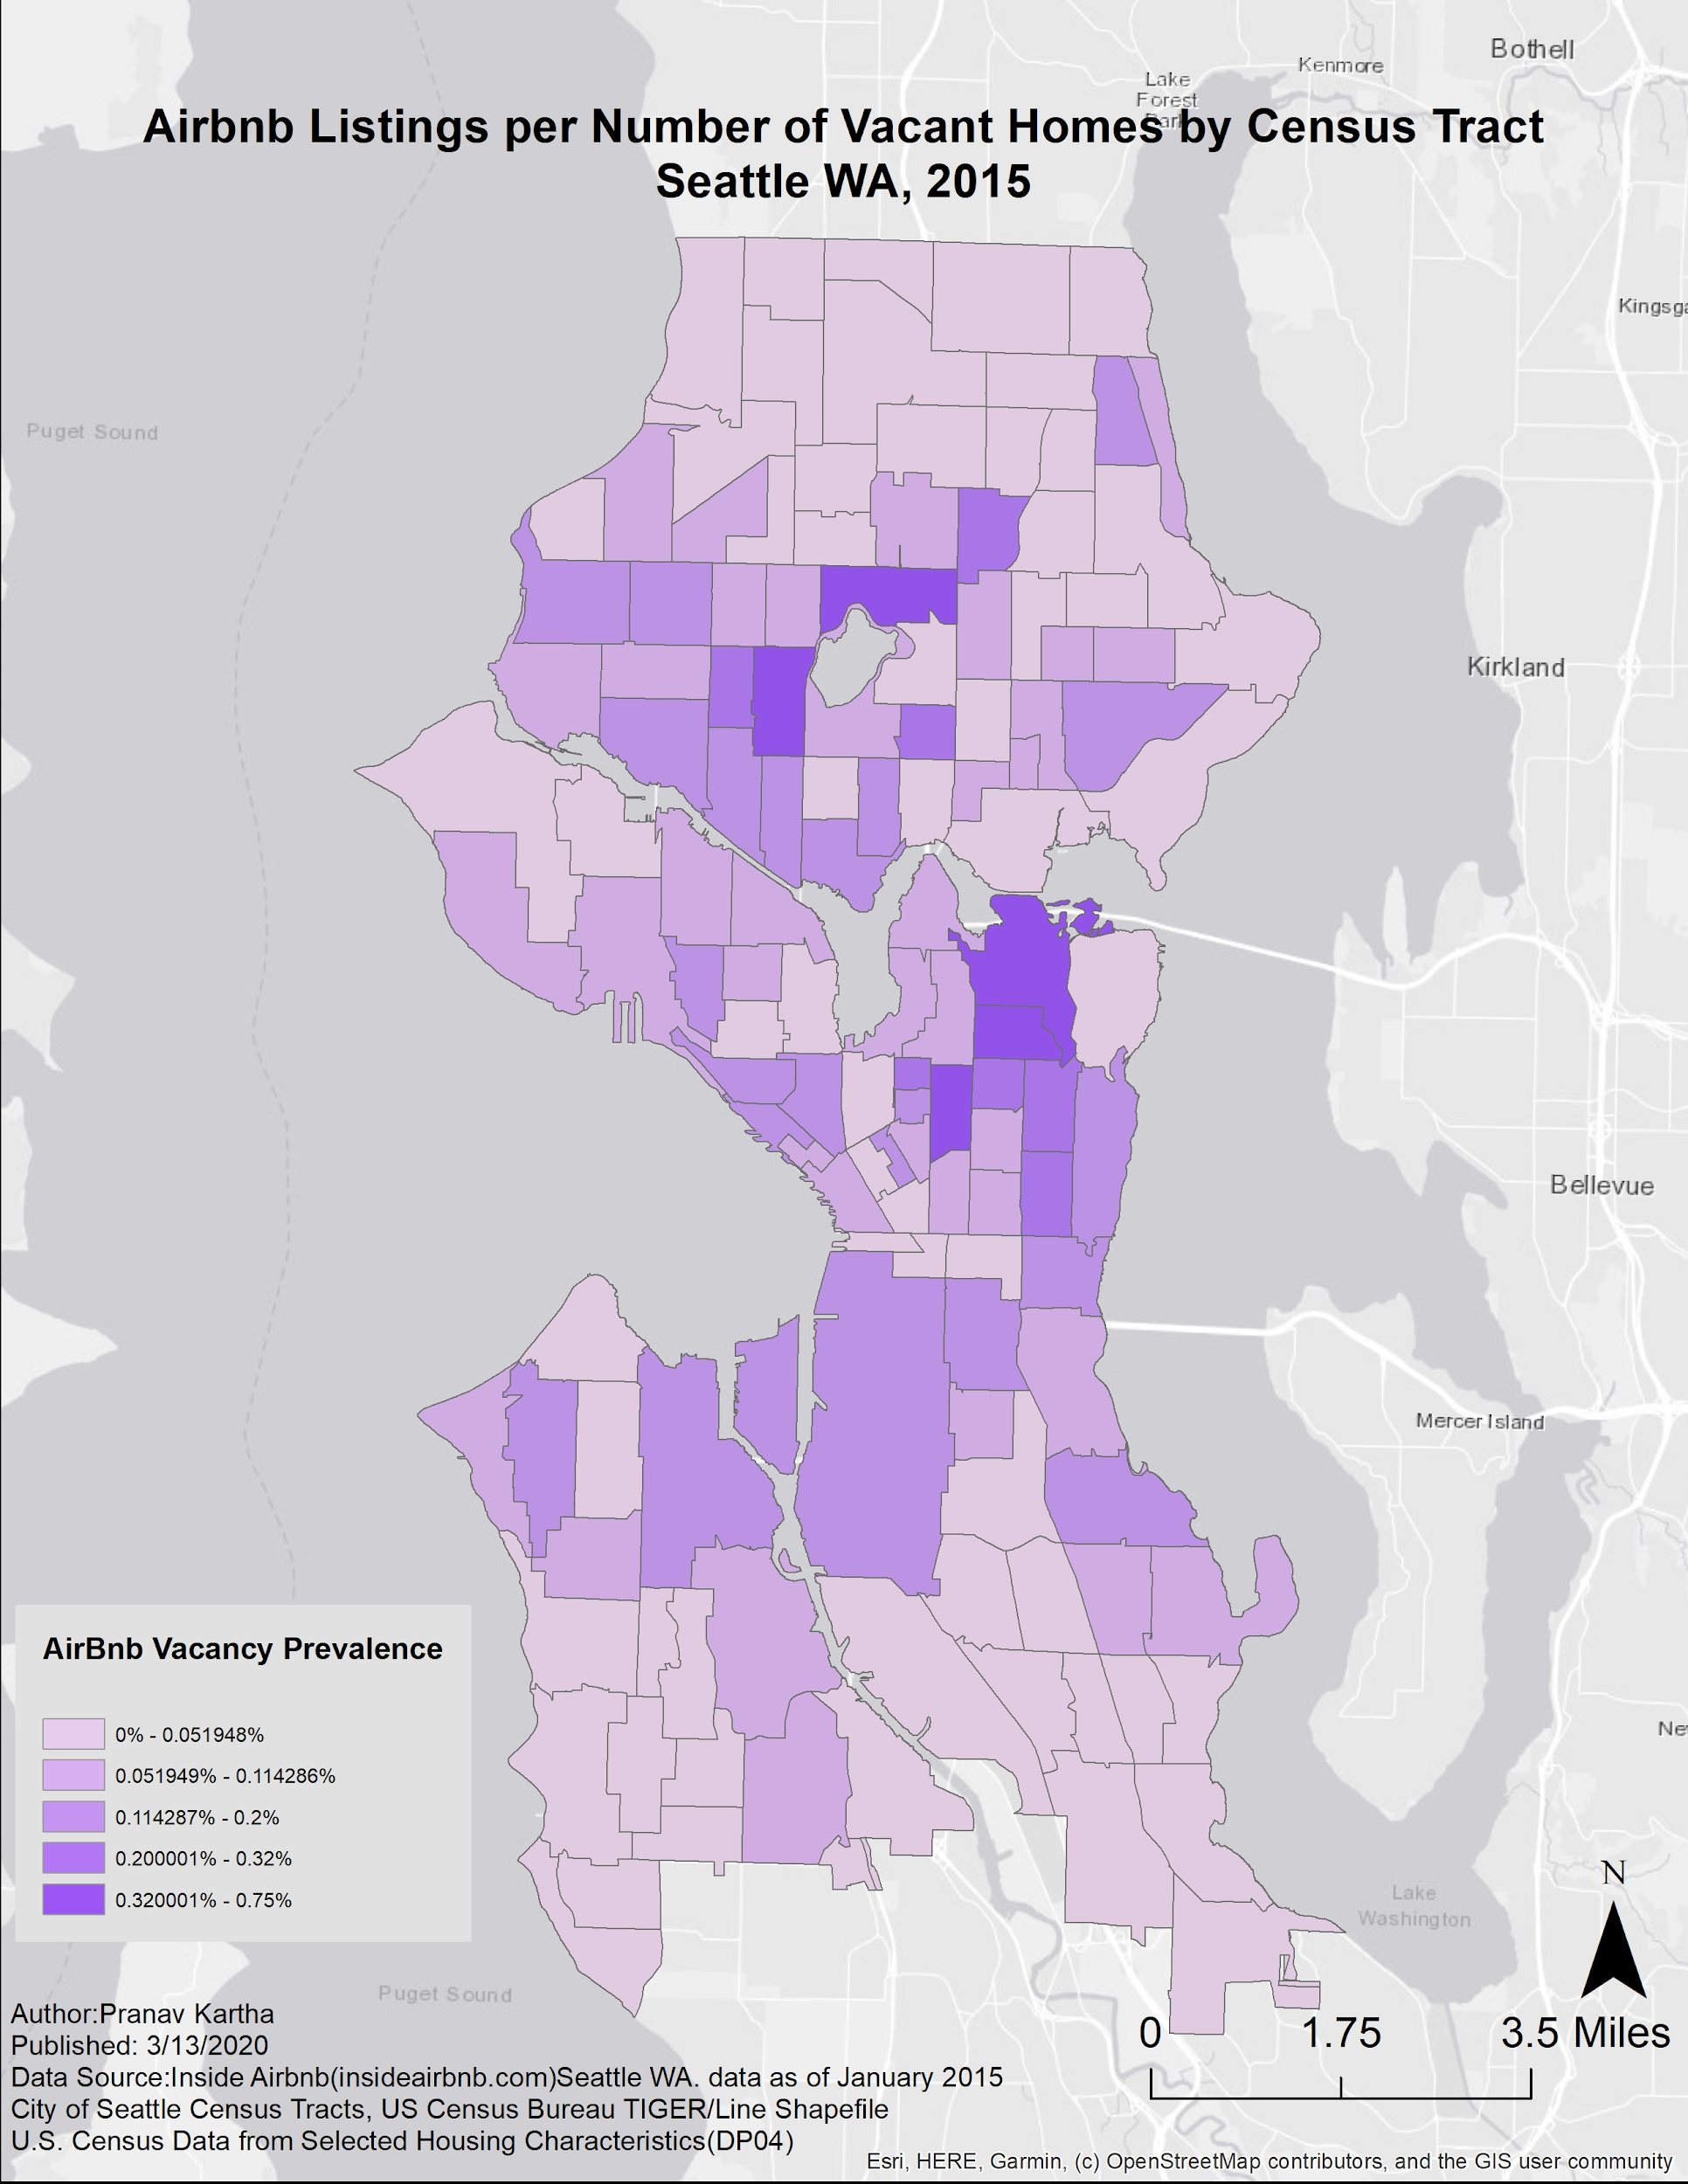 Bothell
Kenmore
Lake
Forest
Park
Airbnb Listings per Number of Vacant Homes by Census Tract
Seattle WA, 2015
Kingsga
Puget Sound
Kirkland
Bellevue
Mercer Island
AirBnb Vacancy Prevalence
0% - 0.051948%
0.051949% - 0.114286%
0.114287% - 0.2%
0.200001% - 0.32%
0.320001% - 0.75%
Ne
N
Lake
Washington
Puget Sound
Author:Pranav Kartha
Published: 3/13/2020
Data Source:Inside Airbnb(insideairbnb.com)Seattle WA. data as of January 2015
City of Seattle Census Tracts, US Census Bureau TIGER/Line Shapefile
U.S. Census Data from Selected Housing Characteristics(DP04)
0 1.75 3.5 Miles
Esri, HERE, Garmin, (c) OpenStreetMap contributors, and the GIS user community